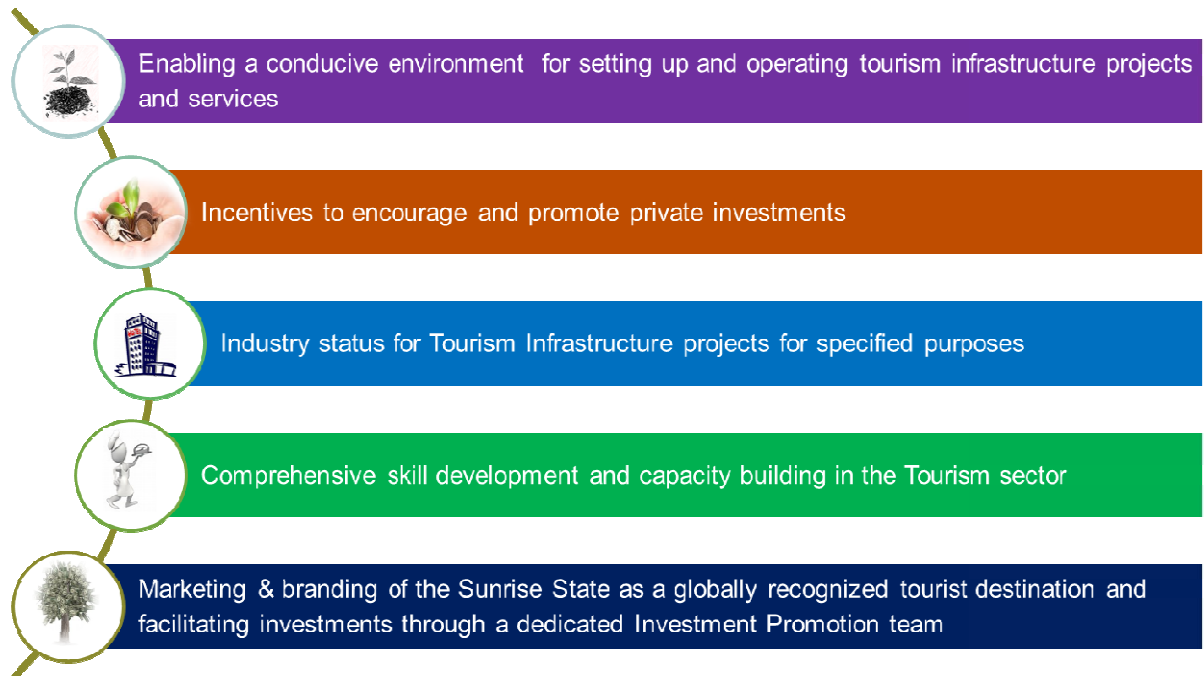 Enabling a conducive environment for setting up and operating tourism infrastructure projects
and services
Incentives to encourage and promote private investments
Industry status for Tourism Infrastructure projects for specified purposes
Comprehensive skill development and capacity building in the Tourism sector
Marketing & branding of the Sunrise State as a globally recognized tourist destination and
facilitating investments through a dedicated Investment Promotion team